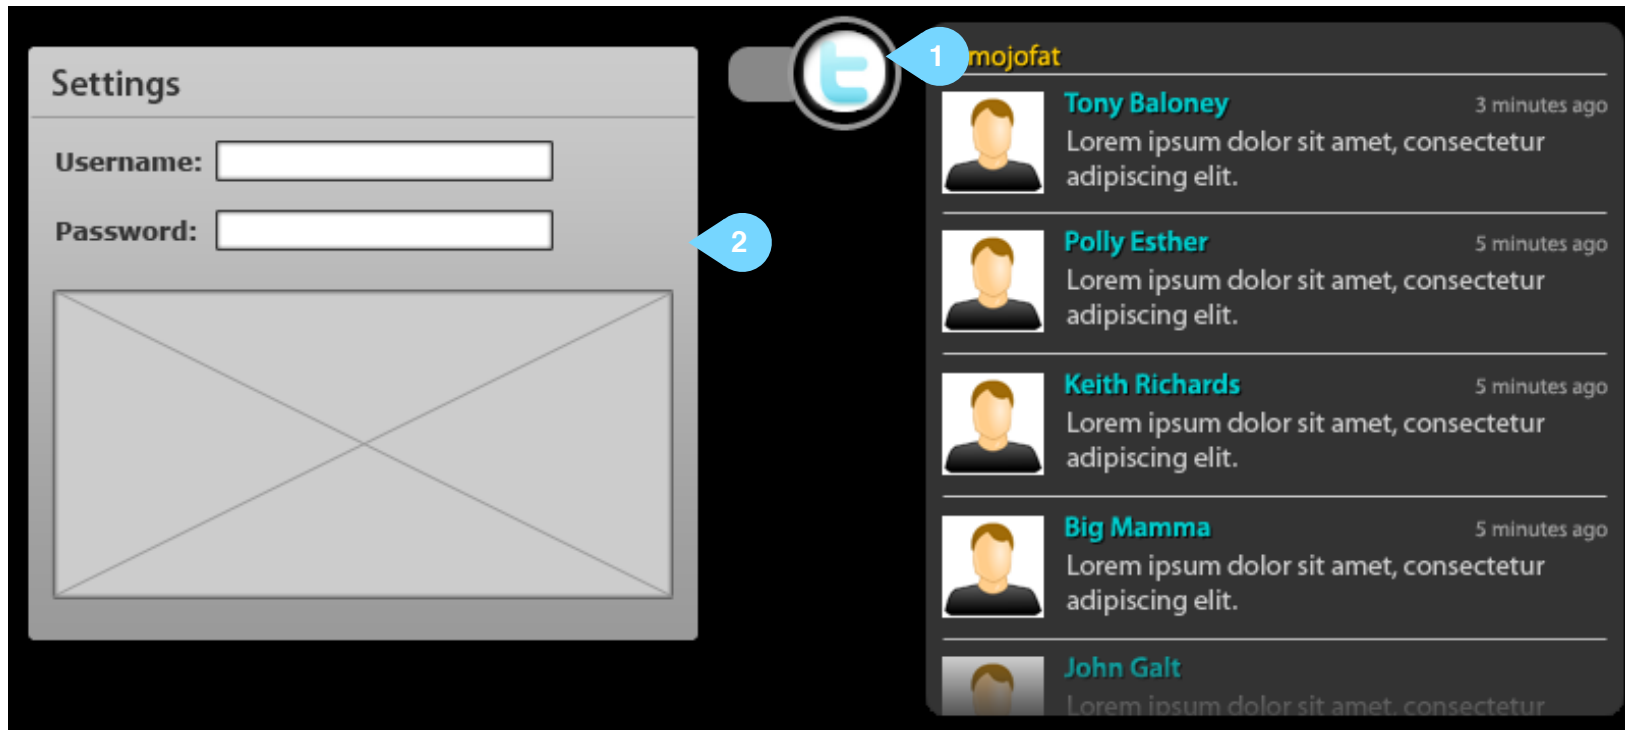 Settings
Username:
Password:
2
t
1
mojofat
Tony Baloney 3 minutes ago
Lorem ipsum dolor sit amet, consectetur
adipiscing elit.
Polly Esther 5 minutes ago
Lorem ipsum dolor sit amet, consectetur
adipiscing elit.
Keith Richards 5 minutes ago
Lorem ipsum dolor sit amet, consectetur
adipiscing elit.
Big Mamma 5 minutes ago
Lorem ipsum dolor sit amet, consectetur
adipiscing elit.
John Galt
Lorem ipsum dolor sit amet, consectetur